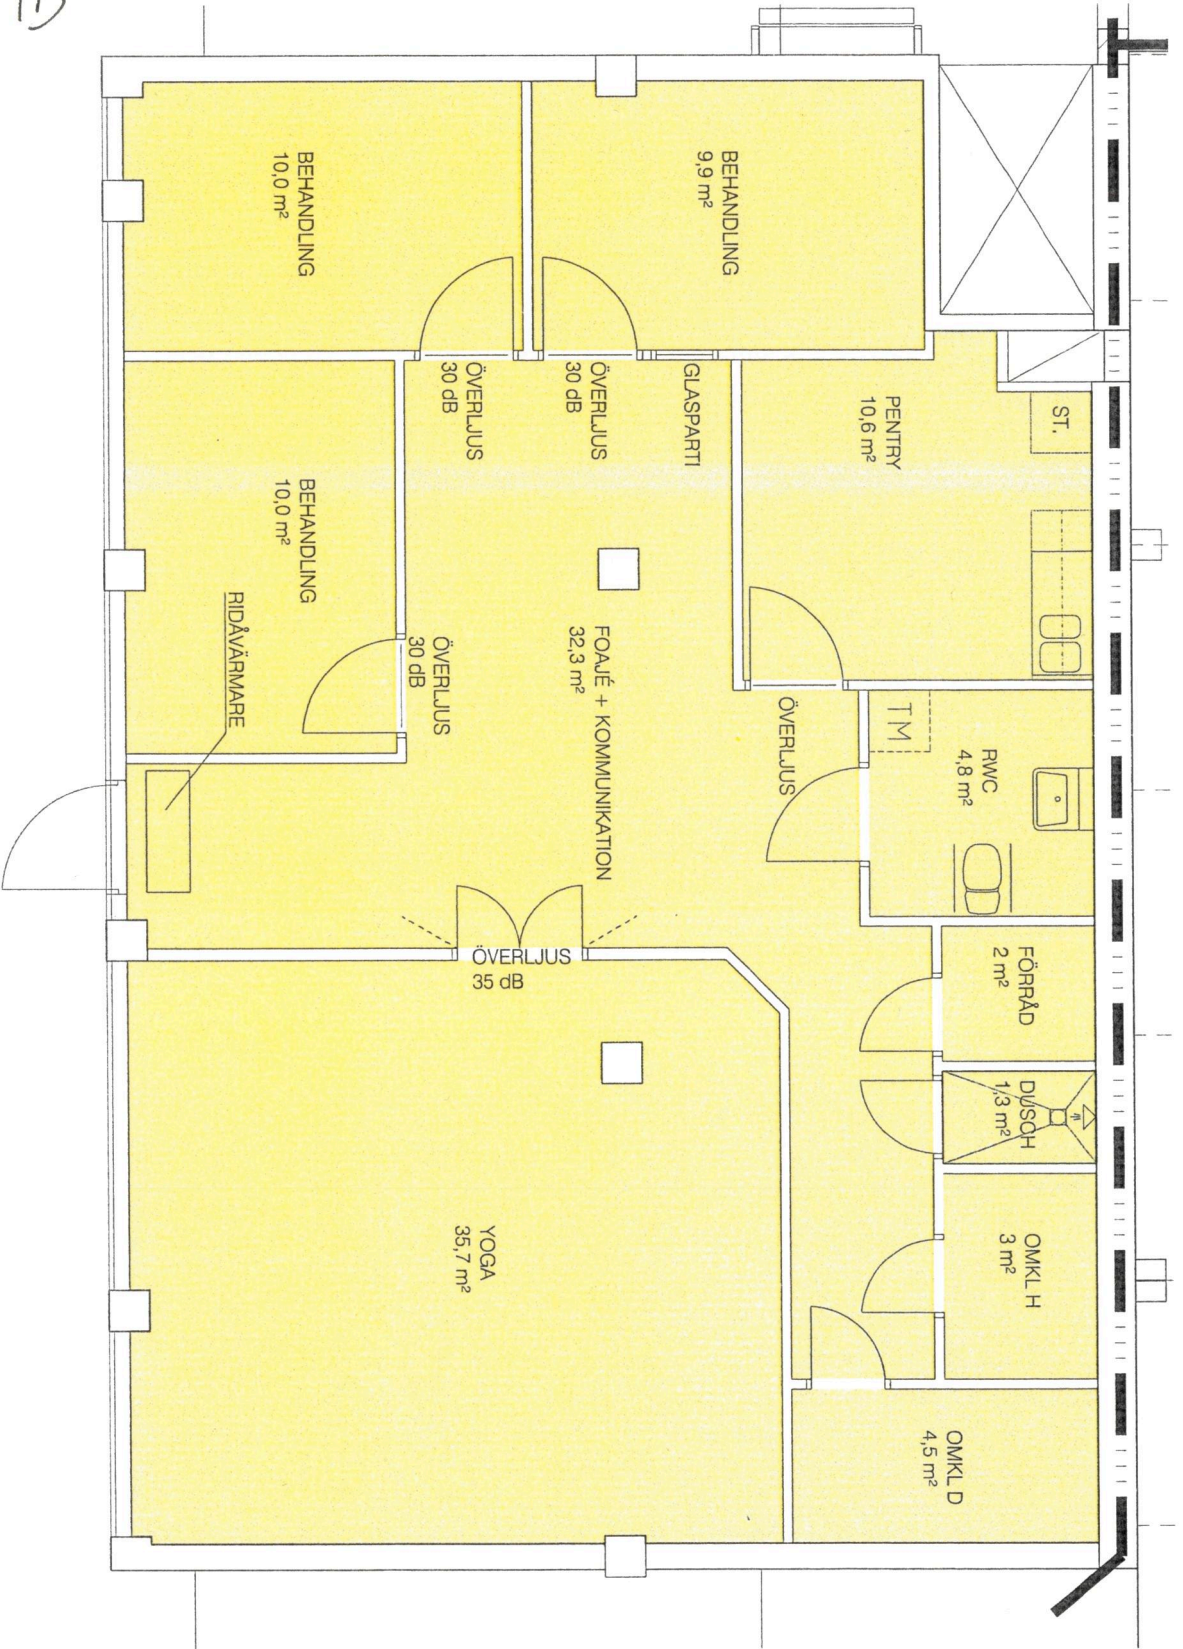 BEHANDLING
10,0 m²
BEHANDLING
9,9 m²
ÖVERLJUS
30 dB
ÖVERLJUS
30 dB
GLASPARTI
PENTRY
10,6 m²
ST.
BEHANDLING
10,0 m²
RIDÅVÄRMARE
ÖVERLJUS
30 dB
FOAJÉ + KOMMUNIKATION
32,3 m²
ÖVERLJUS
TM
RWC
4,8 m²
ÖVERLJUS
35 dB
FÖRRÅD
2 m²
DUSCH
1,3 m²
OMKL H
3 m²
YOGA
35,7 m²
OMKL D
4,5 m²